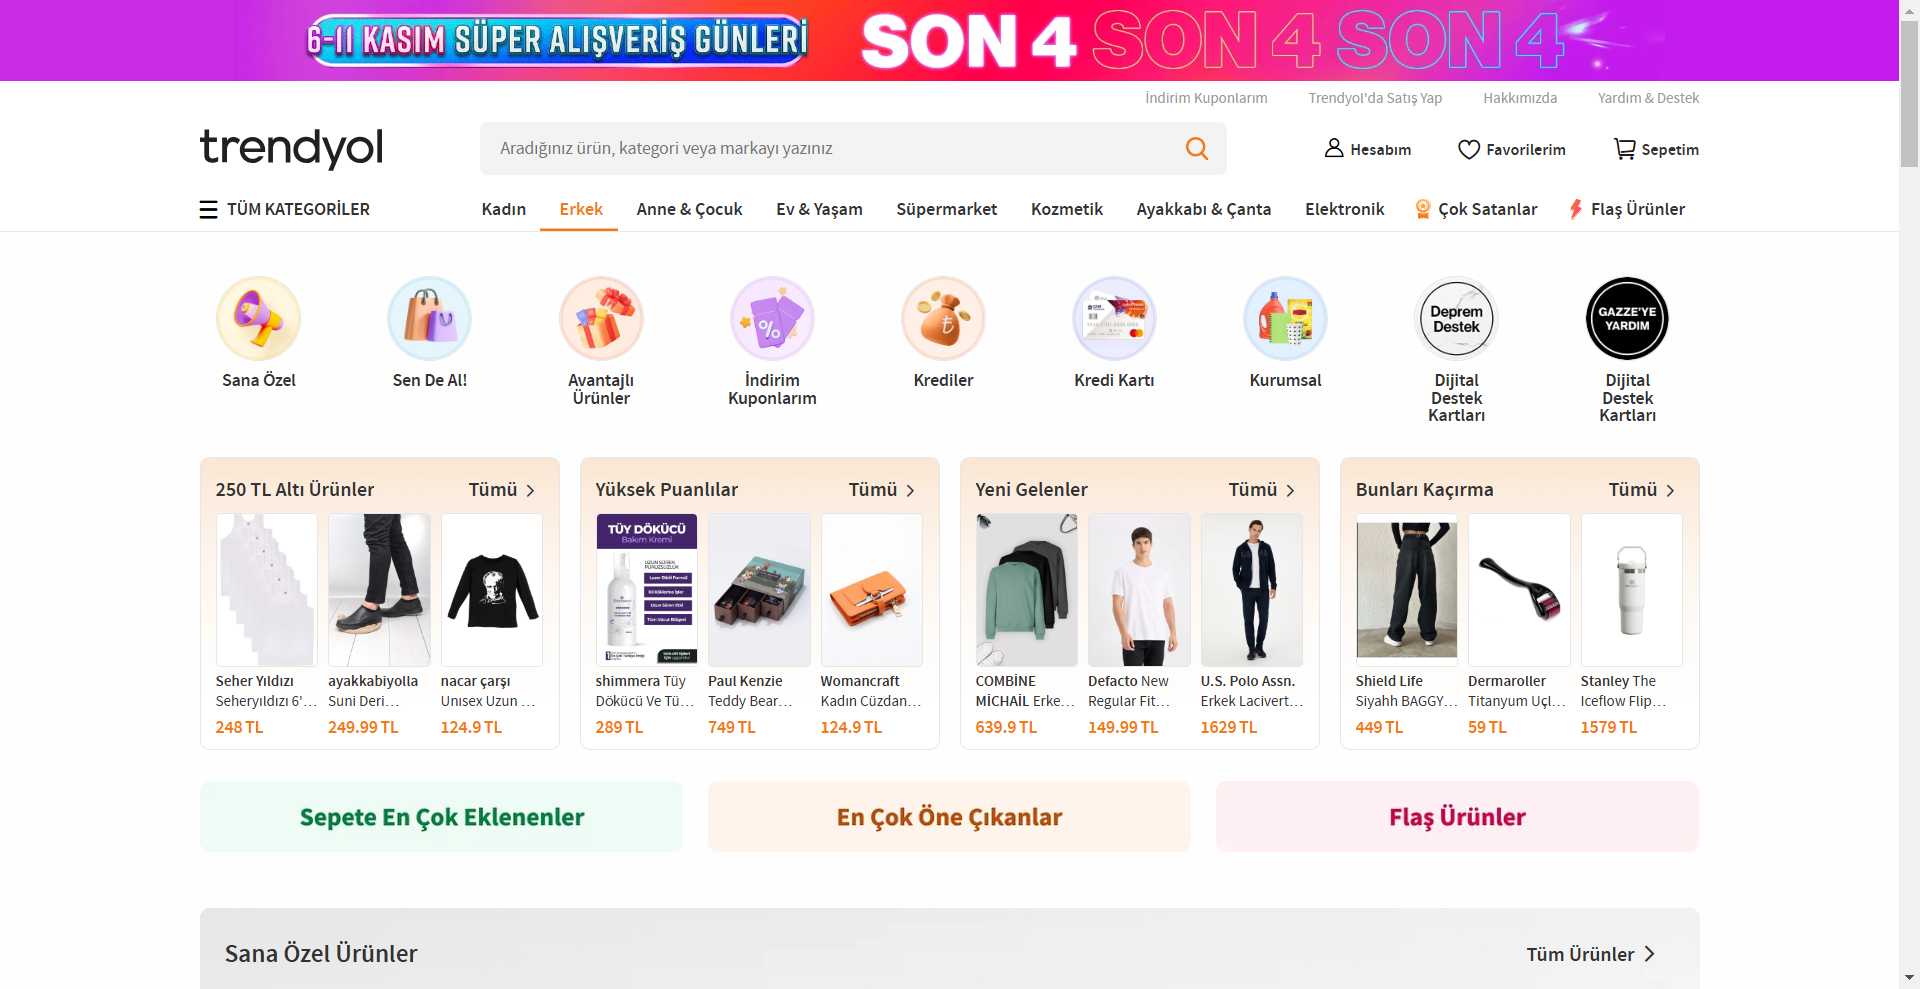 6-11 KASIM SÜPER ALIŞVERİŞ GÜNLERİ SON 4 SON 4 SON 4
İndirim Kuponlarım Trendyol'da Satış Yap Hakkımızda Yardım & Destek
trendyol
Aradığınız ürün, kategori veya markayı yazınız
Hesabım Favorilerim Sepetim
TÜM KATEGORİLER Kadın Erkek Anne & Çocuk Ev & Yaşam Süpermarket Kozmetik Ayakkabı & Çanta Elektronik Çok Satanlar Flaş Ürünler
Deprem
Destek
GAZZE'YE
YARDIM
Sana Özel
Sen De Al!
Avantajlı
Ürünler
İndirim
Kuponlarım
Krediler
Kredi Kartı
Kurumsal
Dijital
Destek
Kartları
Dijital
Destek
Kartları
250 TL Altı Ürünler Tümü
Seher Yıldızı
Seheryıldızı 6'...
248 TL
ayakkabiyolla
Suni Deri...
249.99 TL
nacar çarşı
Unısex Uzun ...
124.9 TL
Yüksek Puanlılar Tümü
TÜY DÖKÜCÜ
Bakım Kremi
shimmera Tüy
Dökücü Ve Tü...
289 TL
Paul Kenzie
Teddy Bear...
749 TL
Womancraft
Kadın Cüzdan...
124.9 TL
Yeni Gelenler Tümü
COMBİNE
MİCHAİL Erke...
639.9 TL
Defacto New
Regular Fit...
149.99 TL
U.S. Polo Assn.
Erkek Lacivert...
1629 TL
Bunları Kaçırma Tümü
Shield Life
Siyahh BAGGY...
449 TL
Dermaroller
Titanyum Uçl...
59 TL
Stanley The
Iceflow Flip...
1579 TL
Sepete En Çok Eklenenler
En Çok Öne Çıkanlar
Flaş Ürünler
Sana Özel Ürünler Tüm Ürünler